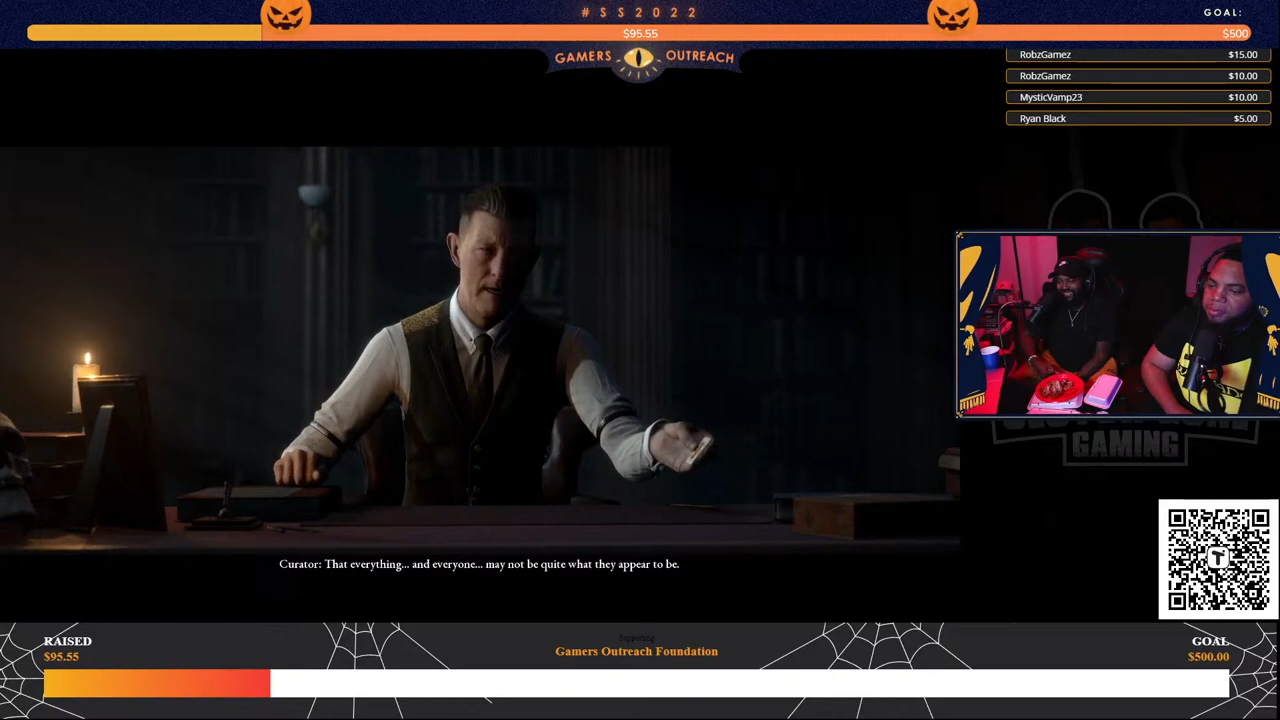 #SS2022
GOAL:
$95.55
$500
GAMERS OUTREACH
RobzGamez $15.00
RobzGamez $10.00
MysticVamp23 $10.00
Ryan Black $5.00
GAMING
T
Curator: That everything... and everyone... may not be quite what they appear to be.
RAISED
$95.55
Supporting
Gamers Outreach Foundation
GOAL
$500.00